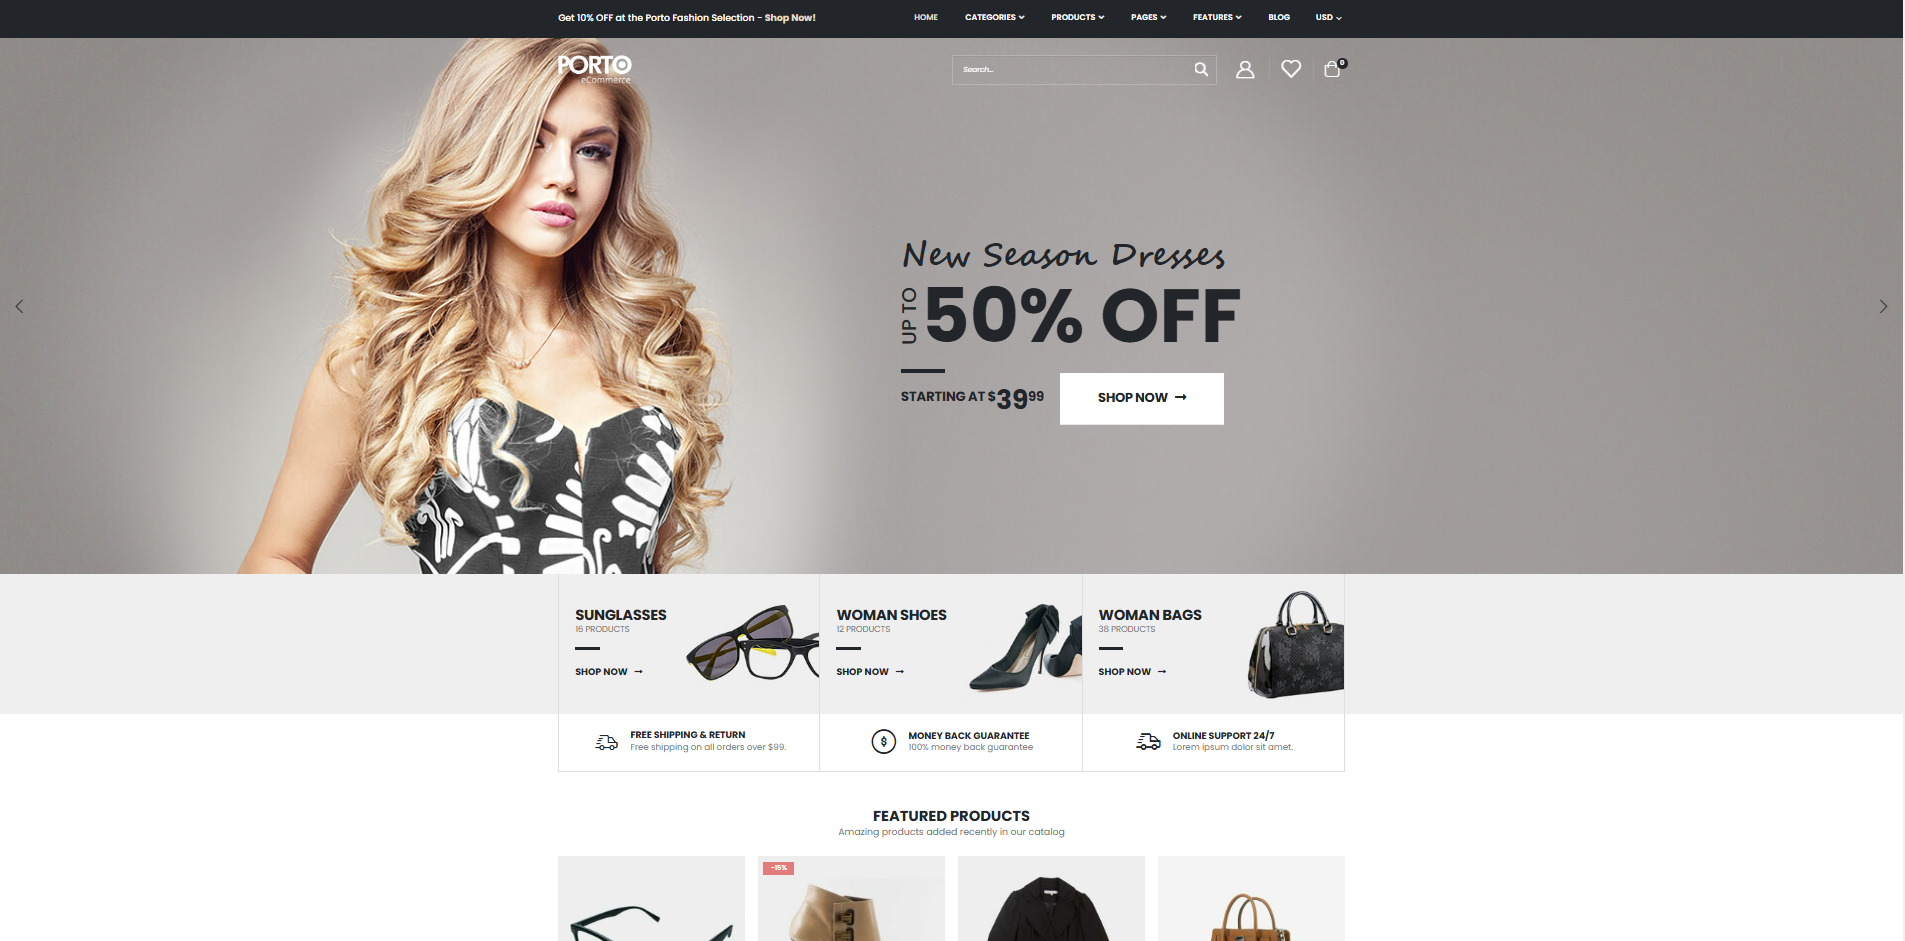 Get 10% OFF at the Porto Fashion Selection - Shop Now!
HOME
CATEGORIES
PRODUCTS
PAGES
FEATURES
BLOG
USD
PORTO
eCommerce
Search...
0
New Season Dresses
UP TO
50% OFF
STARTING AT $3999
SHOP NOW
SUNGLASSES
16 PRODUCTS
SHOP NOW
WOMAN SHOES
12 PRODUCTS
SHOP NOW
WOMAN BAGS
38 PRODUCTS
SHOP NOW
FREE SHIPPING & RETURN
Free shipping on all orders over $99.
$
MONEY BACK GUARANTEE
100% money back guarantee
ONLINE SUPPORT 24/7
Lorem ipsum dolor sit amet.
FEATURED PRODUCTS
Amazing products added recently in our catalog
-15%